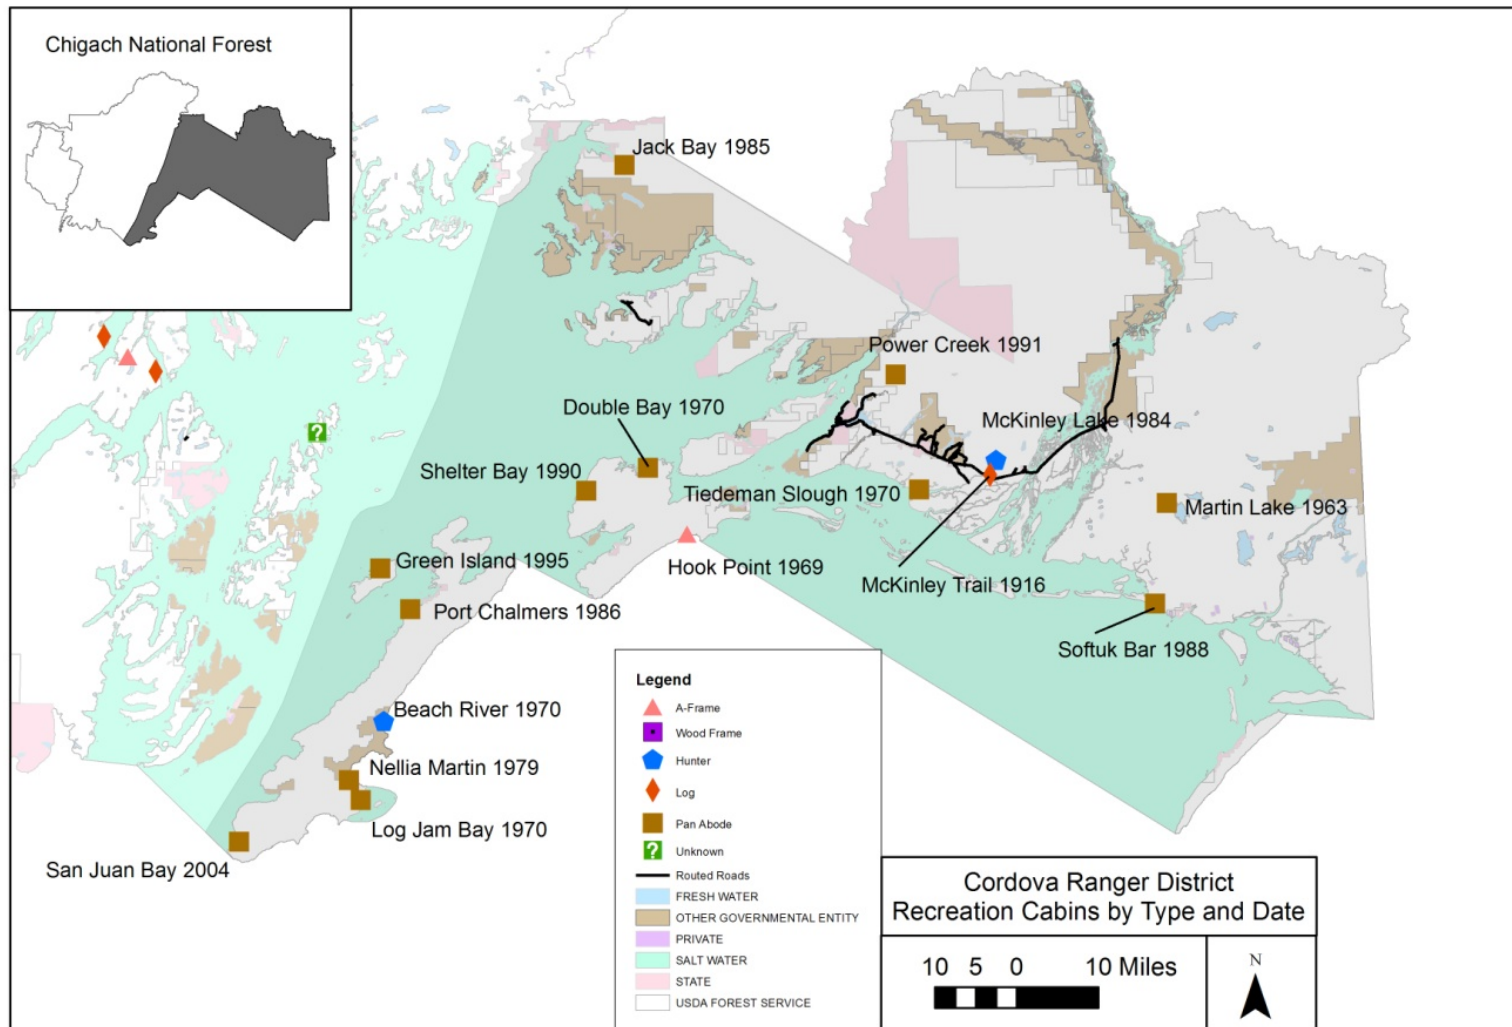 Chigach National Forest
Jack Bay 1985
Power Creek 1991
Double Bay 1970
McKinley Lake 1984
Shelter Bay 1990
Tiedeman Slough 1970
Martin Lake 1963
Green Island 1995
Hook Point 1969
McKinley Trail 1916
Port Chalmers 1986
Softuk Bar 1988
Beach River 1970
Nellia Martin 1979
Log Jam Bay 1970
San Juan Bay 2004
Legend
A-Frame
Wood Frame
Hunter
Log
Pan Abode
?
Unknown
Routed Roads
FRESH WATER
OTHER GOVERNMENTAL ENTITY
PRIVATE
SALT WATER
STATE
USDA FOREST SERVICE
?
Cordova Ranger District
Recreation Cabins by Type and Date
10 5 0 10 Miles
N